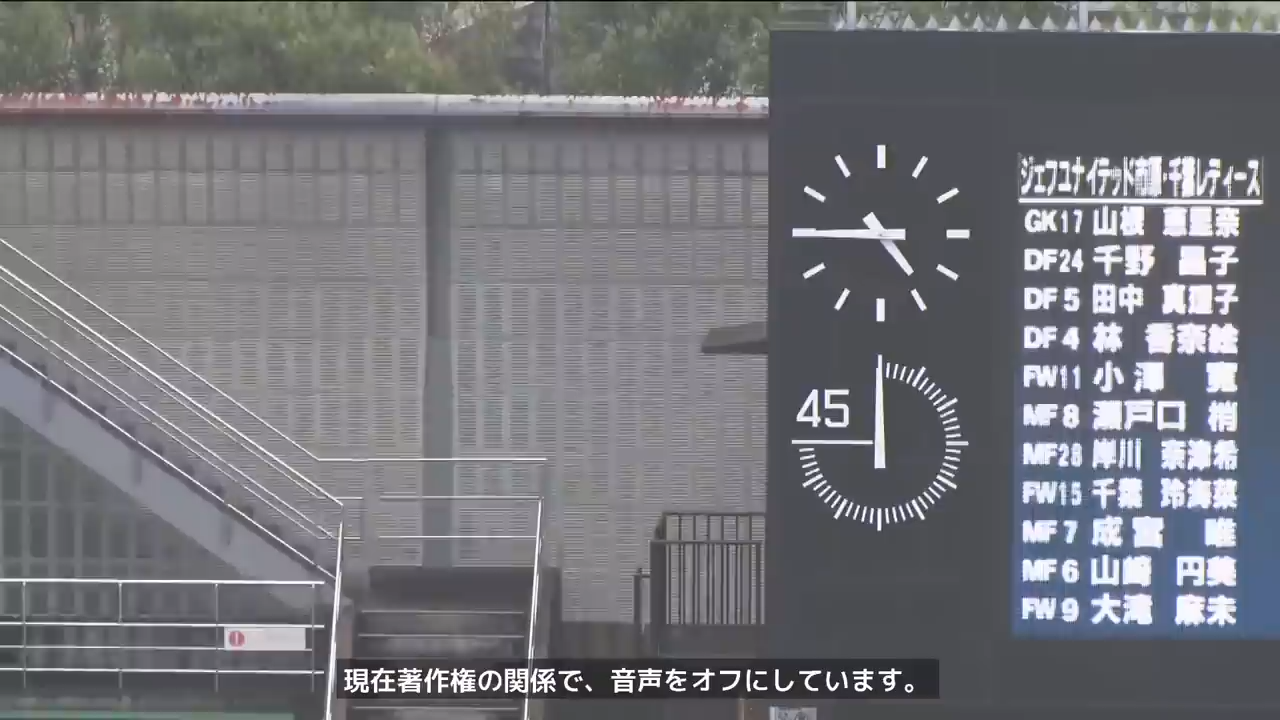 ジェフユナイテッド市原・千葉レディース
GK17 山根 恵里奈
DF24 千野 晶子
DF5 田中 真理子
DF4 林 香奈絵
FW11 小澤 寛
MF8 瀬戸口 梢
MF28 岸川 奈津希
FW15 千葉 玲海菜
MF7 成宮 唯
MF6 山崎 円美
FW9 大滝 麻未
45
現在著作権の関係で、音声をオフにしています。